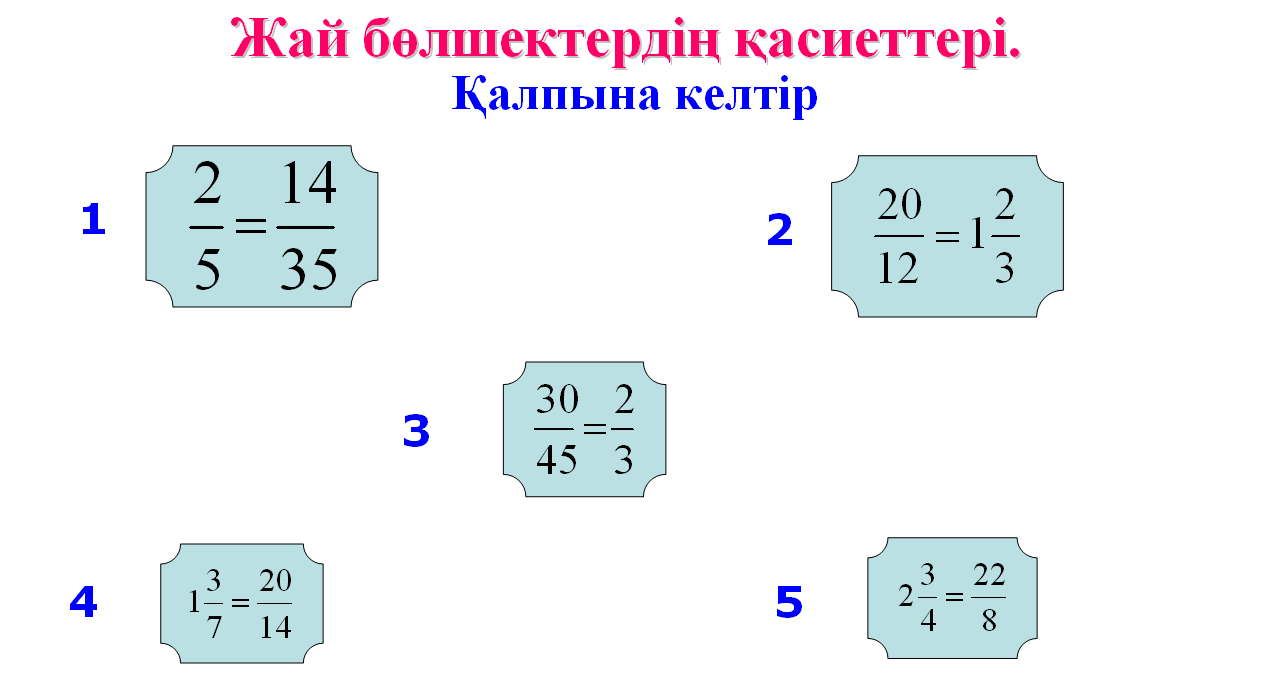 Жай бөлшектердің қасиеттері.
Қалпына келтір
1 2/5 = 14/35
2 20/12 = 1 2/3
3 30/45 = 2/3
4 1 3/7 = 20/14
5 2 3/4 = 22/8